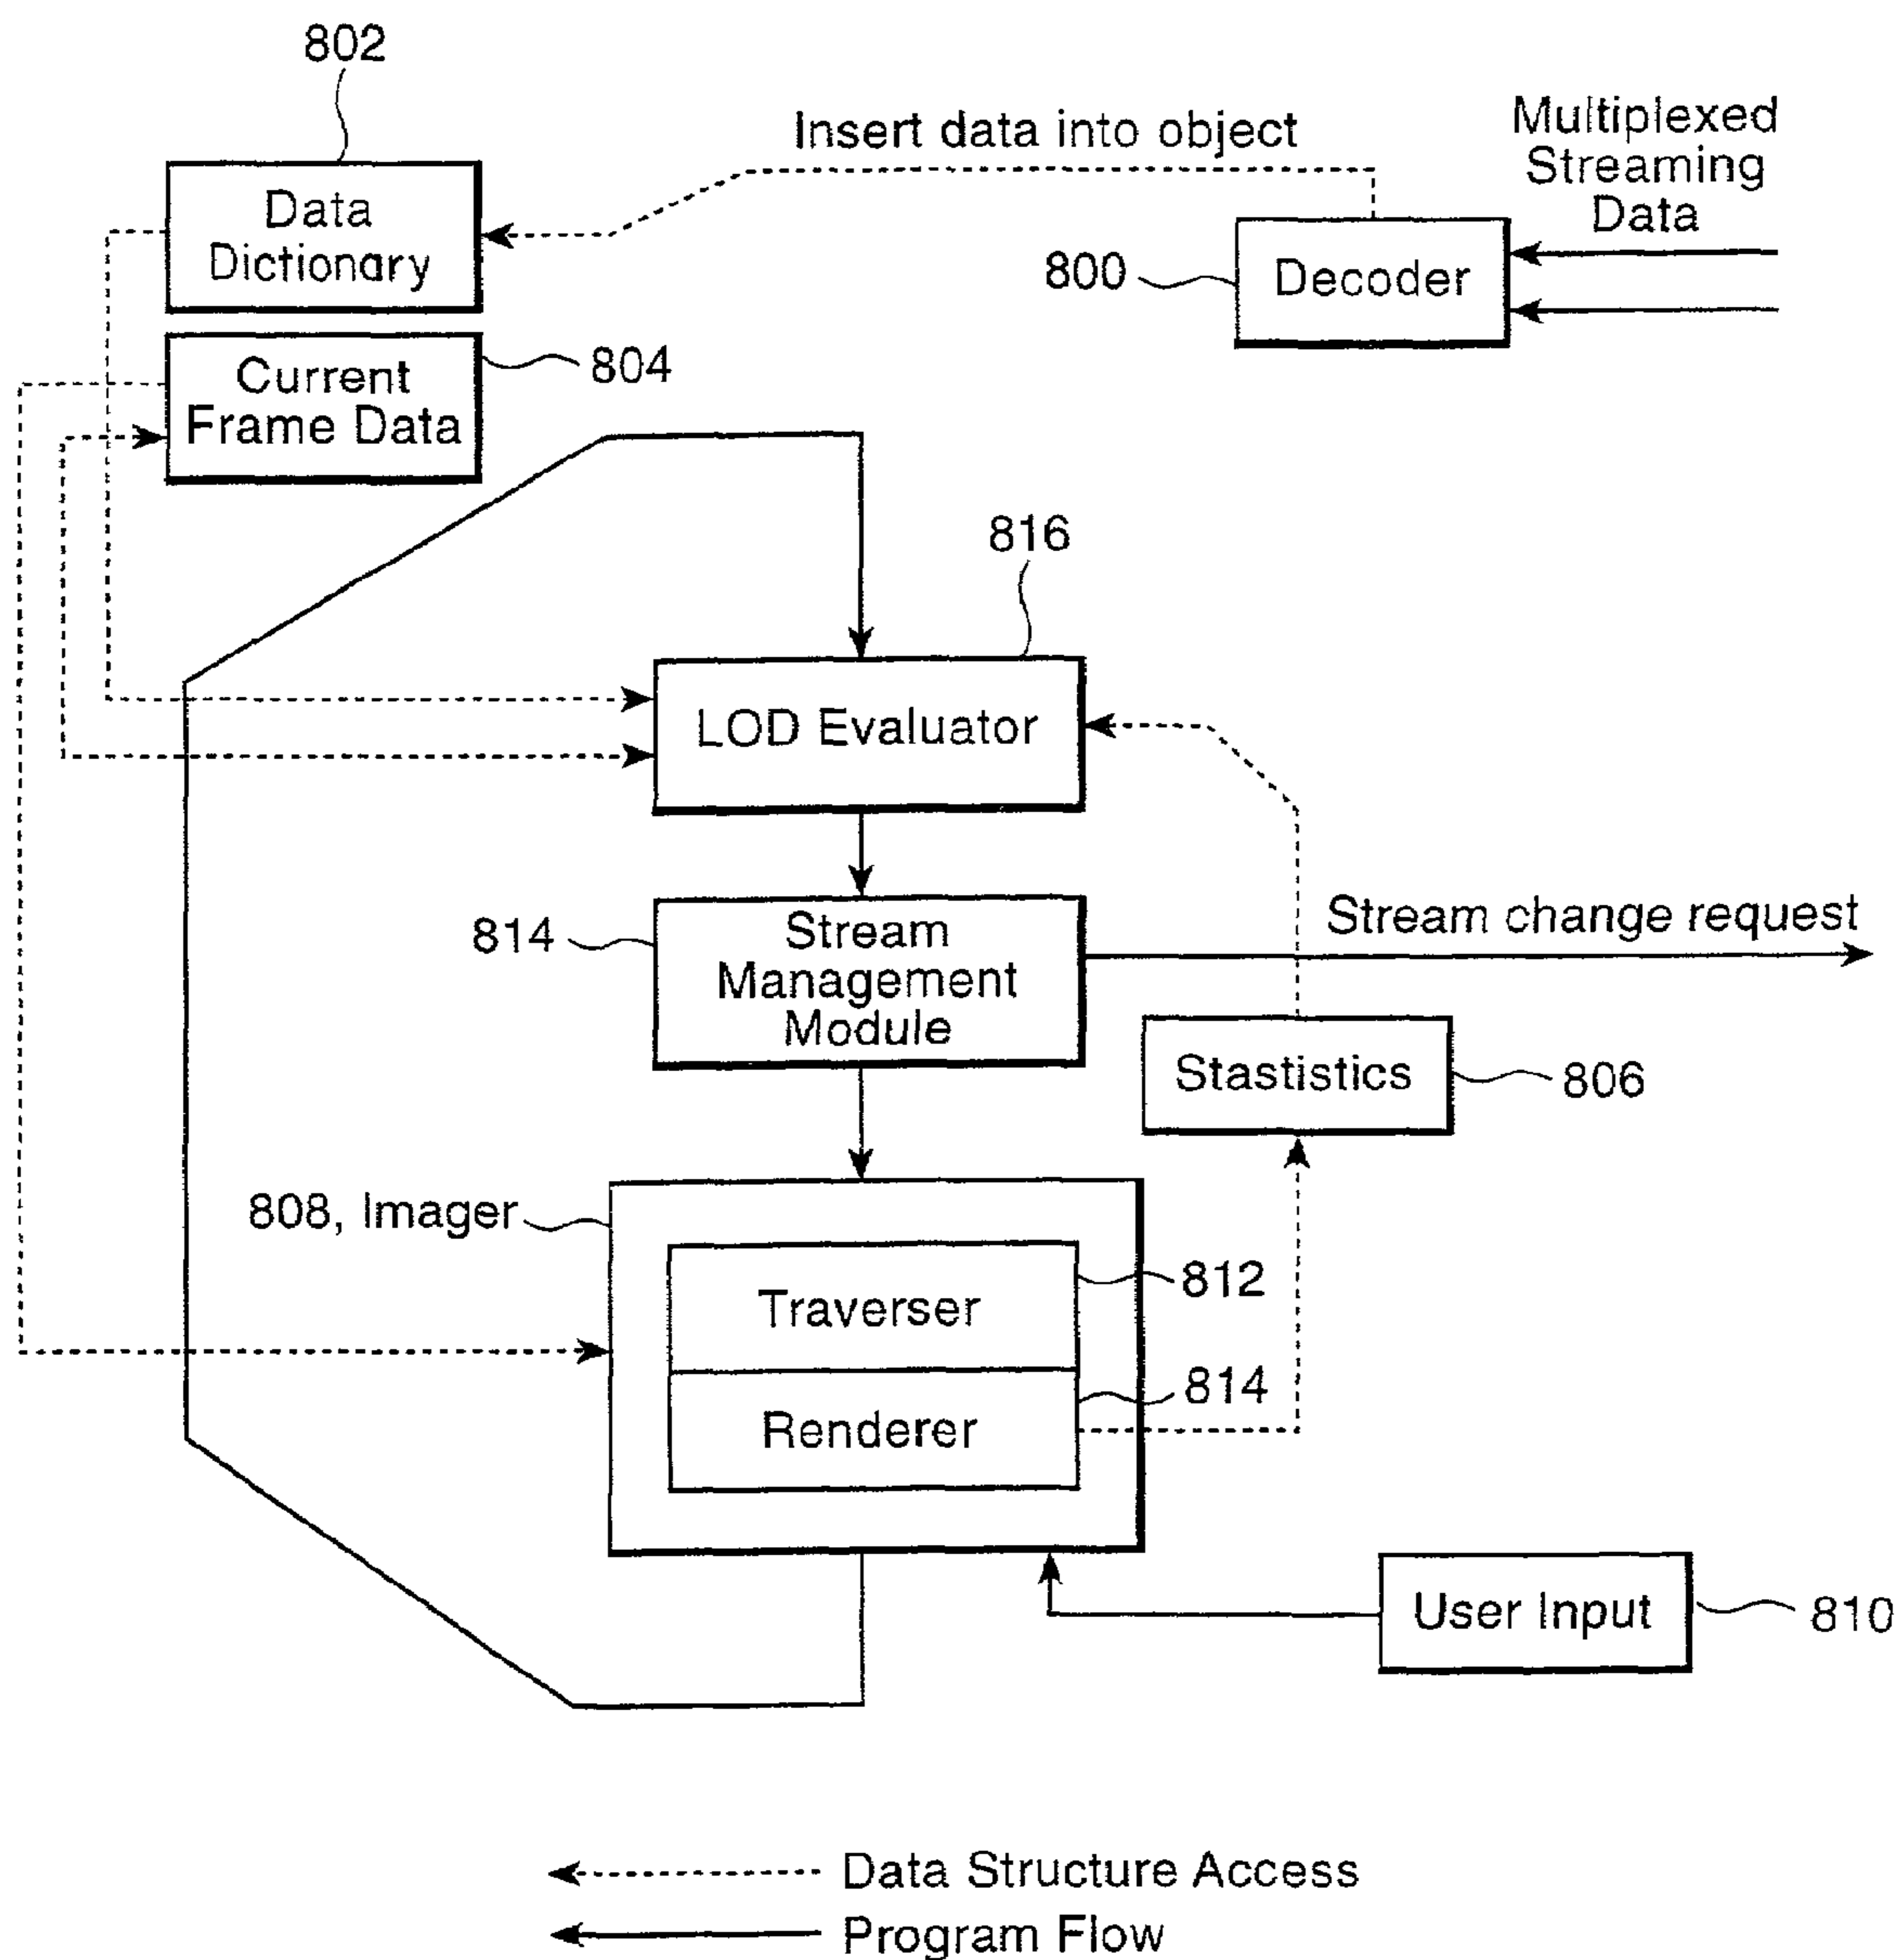 802
Insert data into object
Multiplexed
Streaming
Data
Data
Dictionary
800
Decoder
Current
Frame Data
804
816
LOD Evaluator
814
Stream
Management
Module
Stream change request
Stastistics
806
808, Imager
Traverser
812
Renderer
814
User Input
810
Data Structure Access
Program Flow